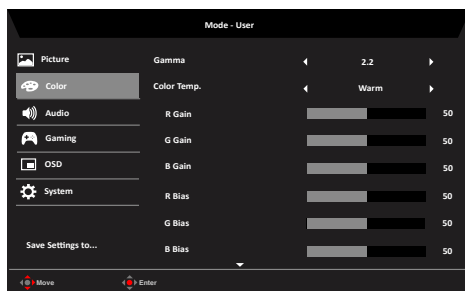 Mode - User
Picture
Gamma 2.2
Color
Color Temp. Warm
Audio
R Gain 50
Gaming
G Gain 50
OSD
B Gain 50
System
R Bias 50
G Bias 50
Save Settings to...
B Bias 50
Move Enter